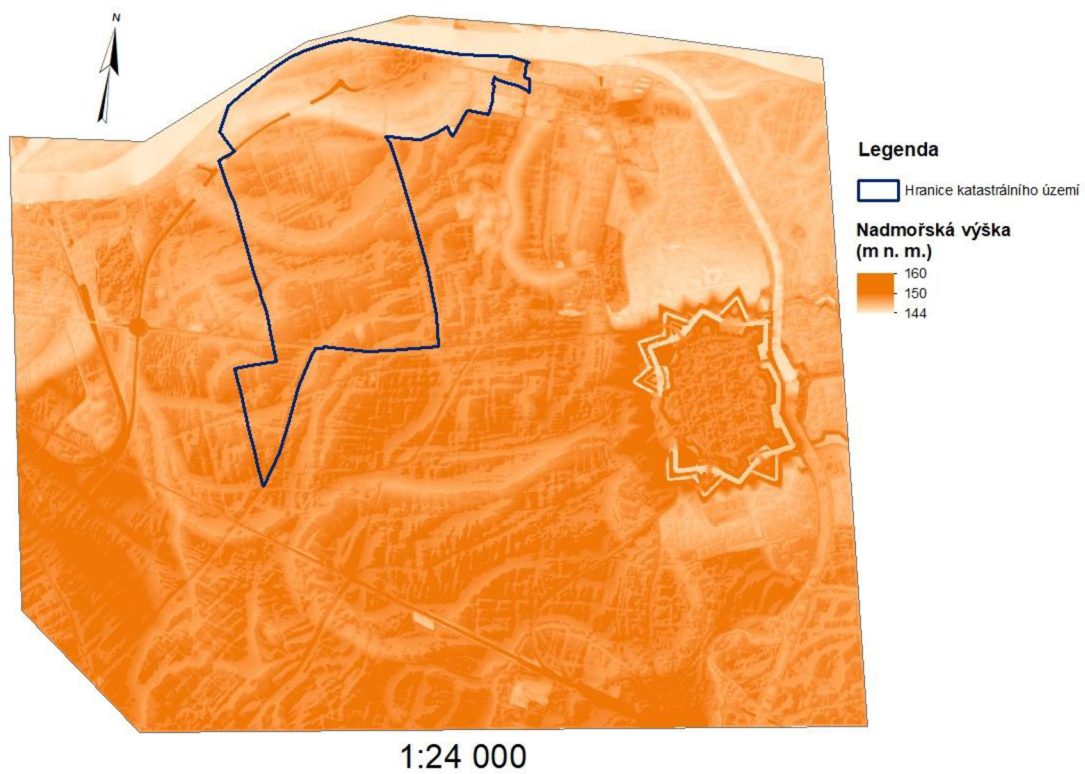 N
Legenda
Hranice katastrálního území
Nadmořská výška
(m n. m.)
160
150
144
1:24 000